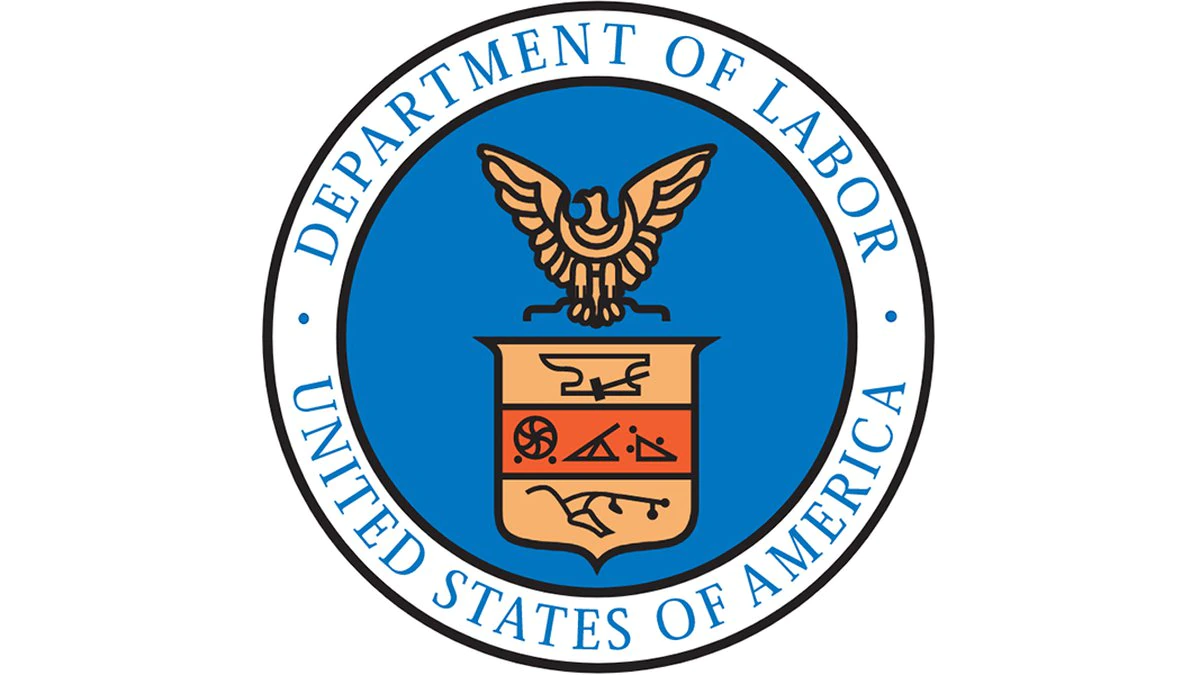 DEPARTMENT OF LABOR
UNITED STATES OF AMERICA